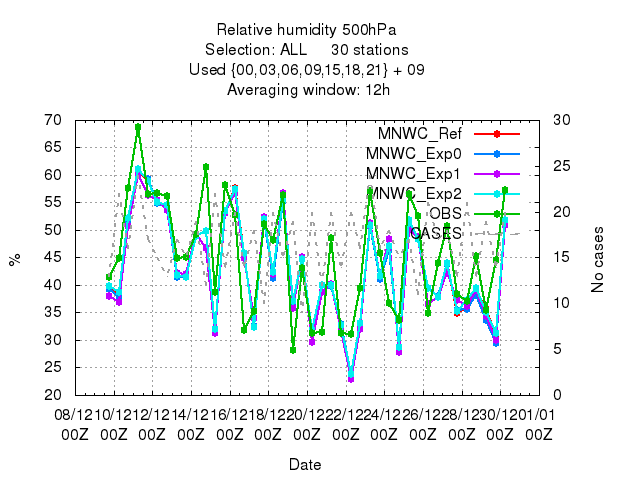 Relative humidity 500hPa
Selection: ALL 30 stations
Used {00,03,06,09,15,18,21} + 09
Averaging window: 12h
70 30
MNWC_Ref
65
MNWC_Exp0
25
60
MNWC_Exp1
55
MNWC_Exp2
20
OBS
50
CASES
45 15
40
35 10
30 5
25
20 0
% No cases
08/12 10/12 12/12 14/12 16/12 18/12 20/12 22/12 24/12 26/12 28/12 30/12 01/01
00Z 00Z 00Z 00Z 00Z 00Z 00Z 00Z 00Z 00Z 00Z 00Z 00Z
Date